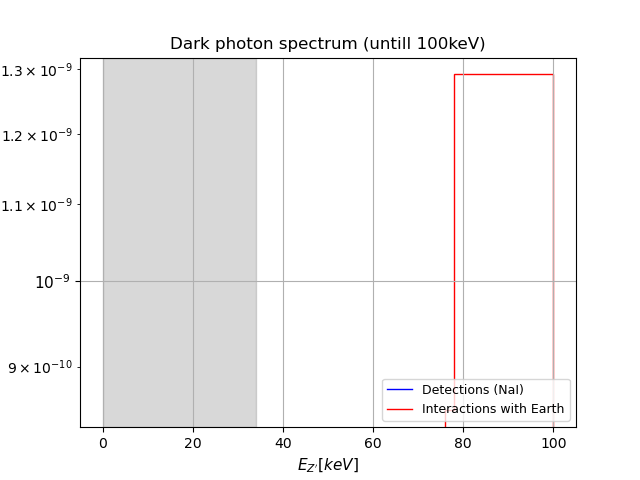 Dark photon spectrum (untill 100keV)
1.3 × 10⁻⁹
1.2 × 10⁻⁹
1.1 × 10⁻⁹
10⁻⁹
9 × 10⁻¹⁰
Detections (NaI)
Interactions with Earth
0 20 40 60 80 100
E_Z'[keV]